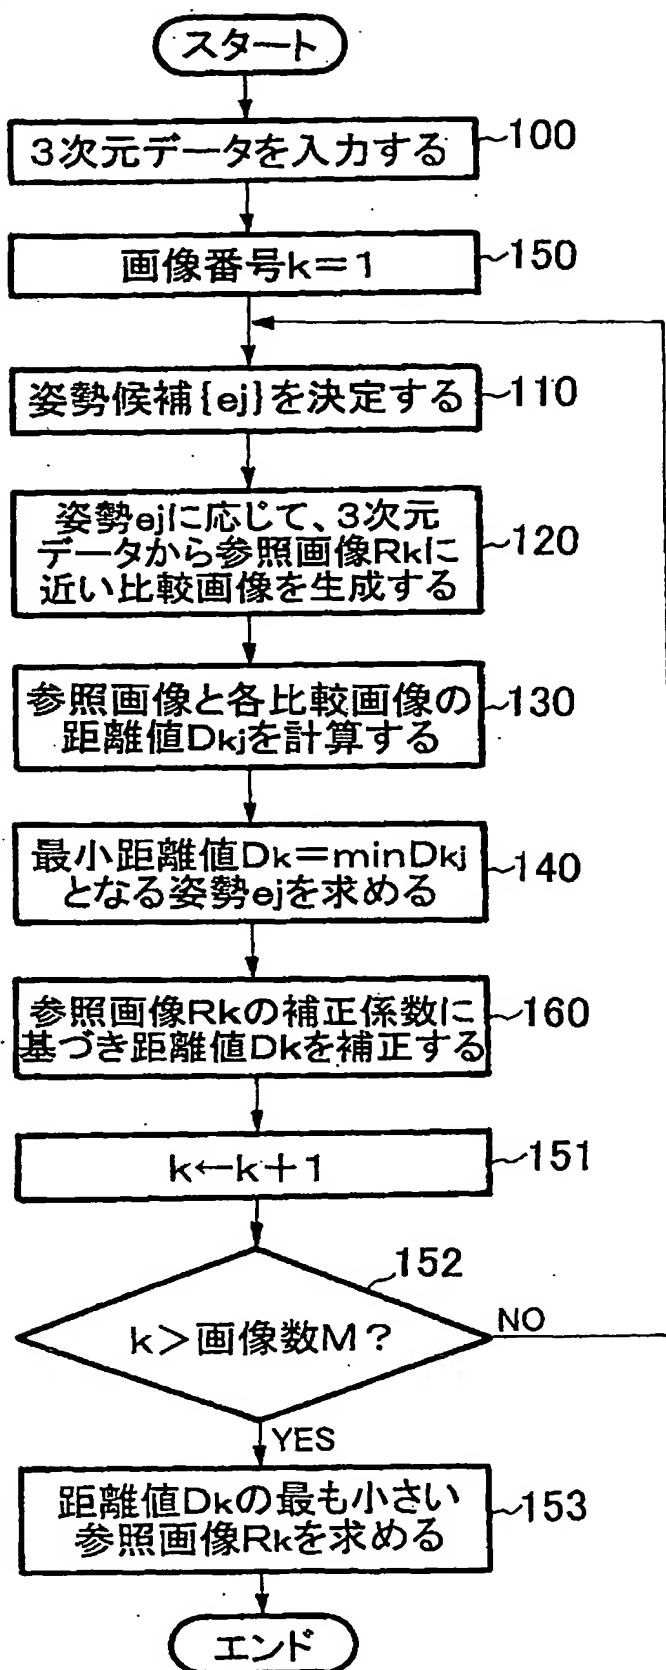 スタート
3次元データを入力する
100
画像番号k=1
150
姿勢候補{ej}を決定する
110
姿勢ejに応じて、3次元
データから参照画像Rkに
近い比較画像を生成する
120
参照画像と各比較画像の
距離値Dkjを計算する
130
最小距離値Dk=minDkj
となる姿勢ejを求める
140
参照画像Rkの補正係数に
基づき距離値Dkを補正する
160
k←k+1
151
152
k>画像数M?
NO
YES
距離値Dkの最も小さい
参照画像Rkを求める
153
エンド